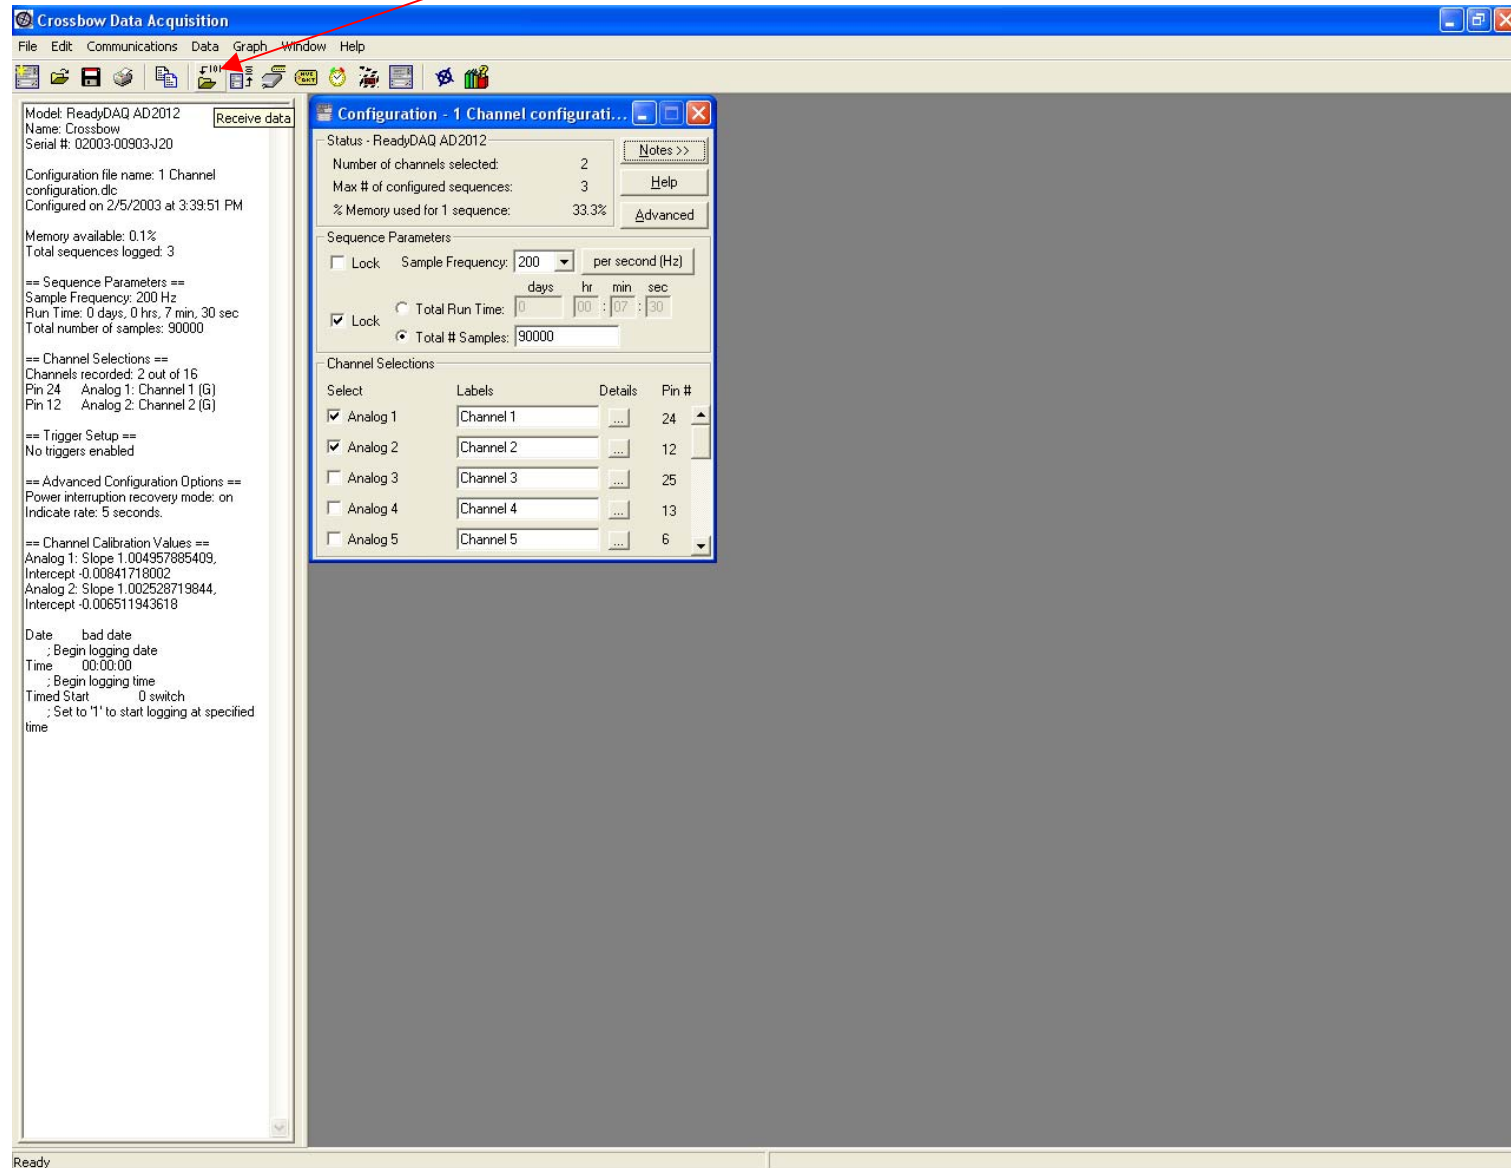 Crossbow Data Acquisition
File Edit Communications Data Graph Window Help
Receive data
Model: ReadyDAQ AD2012
Name: Crossbow
Serial #: 02003-00903-J20
Configuration file name: 1 Channel
configuration.dlc
Configured on 2/5/2003 at 3:39:51 PM
Memory available: 0.1%
Total sequences logged: 3
== Sequence Parameters ==
Sample Frequency: 200 Hz
Run Time: 0 days, 0 hrs, 7 min, 30 sec
Total number of samples: 90000
== Channel Selections ==
Channels recorded: 2 out of 16
Pin 24 Analog 1: Channel 1 (G)
Pin 12 Analog 2: Channel 2 (G)
== Trigger Setup ==
No triggers enabled
== Advanced Configuration Options ==
Power interruption recovery mode: on
Indicate rate: 5 seconds.
== Channel Calibration Values ==
Analog 1: Slope 1.004957885409,
Intercept -0.00841718002
Analog 2: Slope 1.002528719844,
Intercept -0.006511943618
Date bad date
; Begin logging date
Time 00:00:00
; Begin logging time
Timed Start 0 switch
; Set to '1' to start logging at specified
time
Configuration - 1 Channel configurati...
Status - ReadyDAQ AD2012
Number of channels selected: 2
Max # of configured sequences: 3
% Memory used for 1 sequence: 33.3%
Notes >>
Help
Advanced
Sequence Parameters
Lock Sample Frequency: 200 per second (Hz)
days hr min sec
Total Run Time: 0 00 : 07 : 30
Lock
Total # Samples: 90000
Channel Selections
Select Labels Details Pin #
Analog 1 Channel 1 ... 24
Analog 2 Channel 2 ... 12
Analog 3 Channel 3 ... 25
Analog 4 Channel 4 ... 13
Analog 5 Channel 5 ... 6
Ready